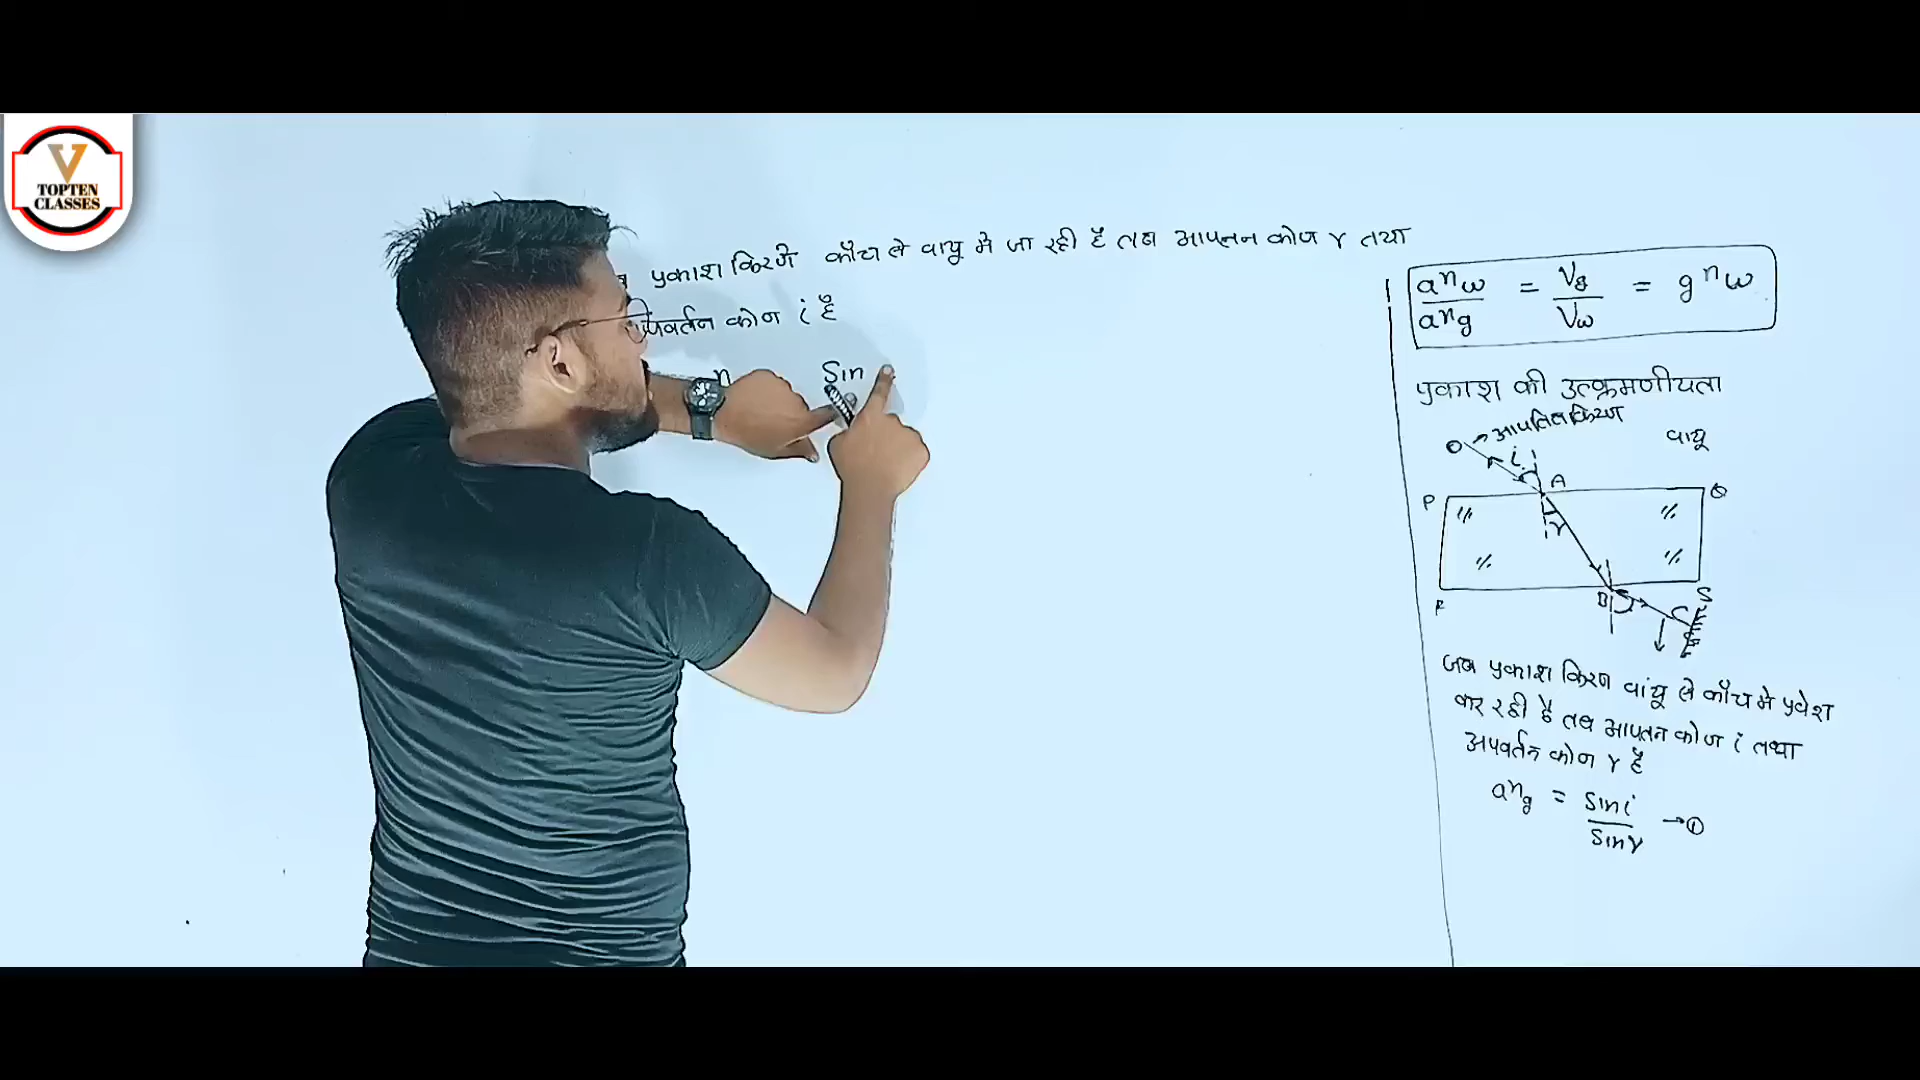 V
TOPTEN
CLASSES
प्रकाश किरणे काँच से वायु मे जा रही है तब आपतन कोण r तथा
अपवर्तन कोण i है
n
Sin
anw / ang = Vg / Vw = gnw
प्रकाश की उत्क्रमणीयता
O → आपतित किरण
वायु
i
A
P
Q
r
R
B
S
C
जब प्रकाश किरण वायु से काँच मे प्रवेश
कर रही है तब आपतन कोण i तथा
अपवर्तन कोण r है
ang = Sin i / Sin r → ①